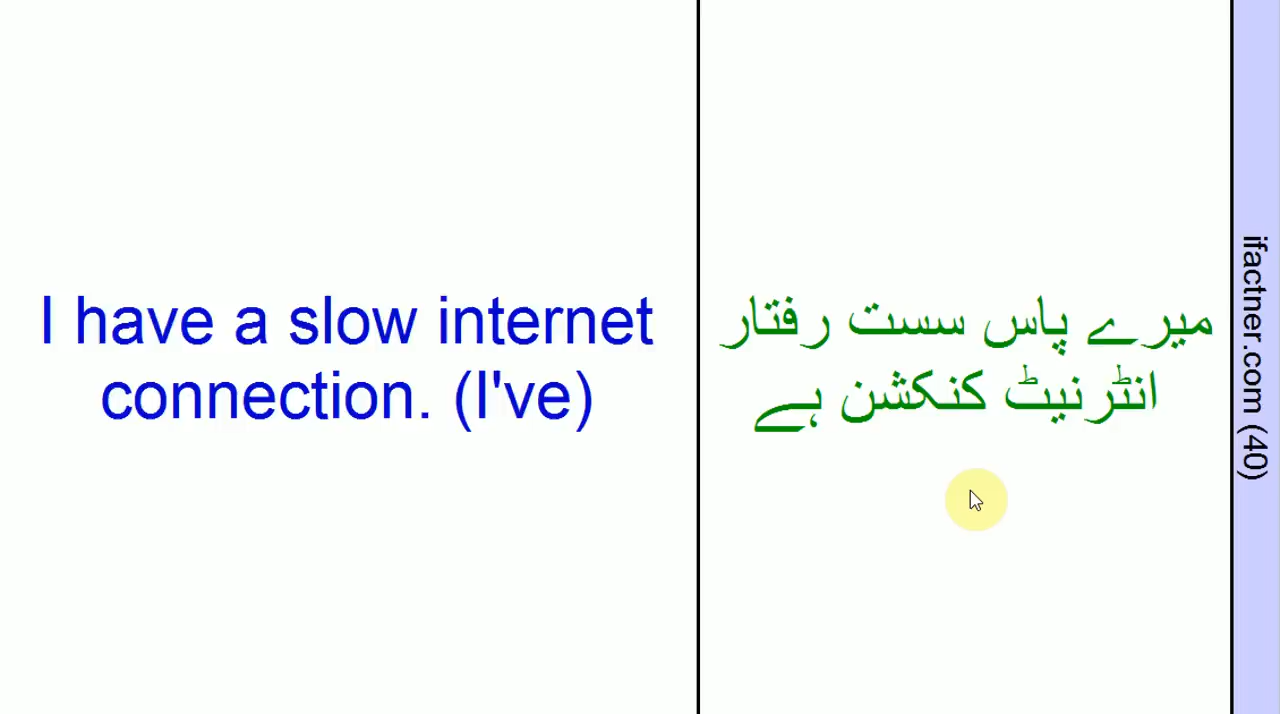 I have a slow internet
connection. (I've)
میرے پاس سست رفتار
انٹرنیٹ کنکشن ہے
ifactner.com (40)